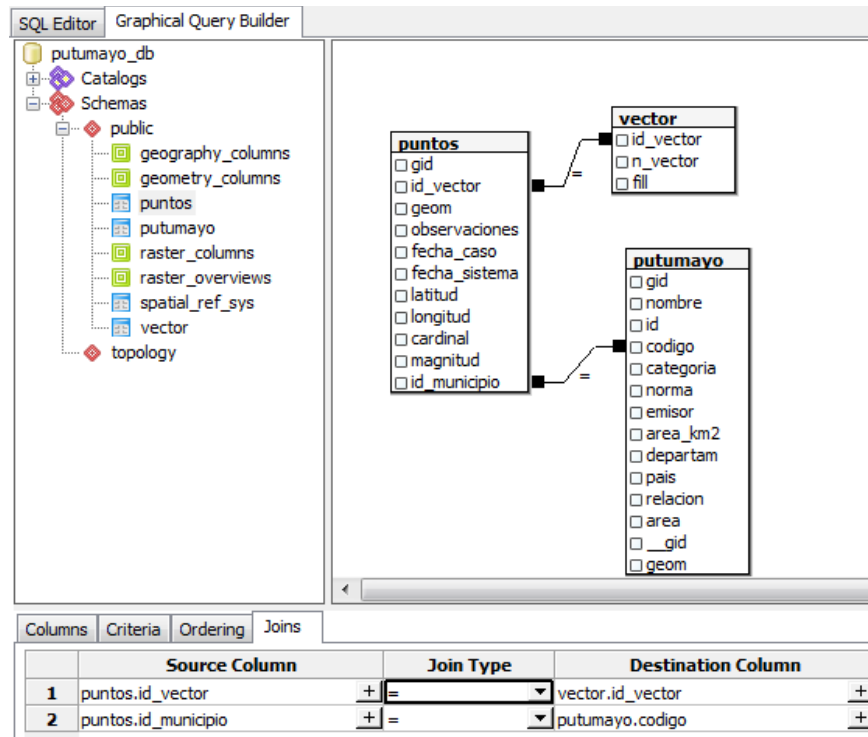 SQL Editor Graphical Query Builder
putumayo_db
Catalogs
Schemas
public
geography_columns
geometry_columns
puntos
putumayo
raster_columns
raster_overviews
spatial_ref_sys
vector
topology
puntos
gid
id_vector
geom
observaciones
fecha_caso
fecha_sistema
latitud
longitud
cardinal
magnitud
id_municipio
=
=
vector
id_vector
n_vector
fill
putumayo
gid
nombre
id
codigo
categoria
norma
emisor
area_km2
departam
pais
relacion
area
__gid
geom
Columns Criteria Ordering Joins
Source Column Join Type Destination Column
1 puntos.id_vector + = vector.id_vector +
2 puntos.id_municipio + = putumayo.codigo +